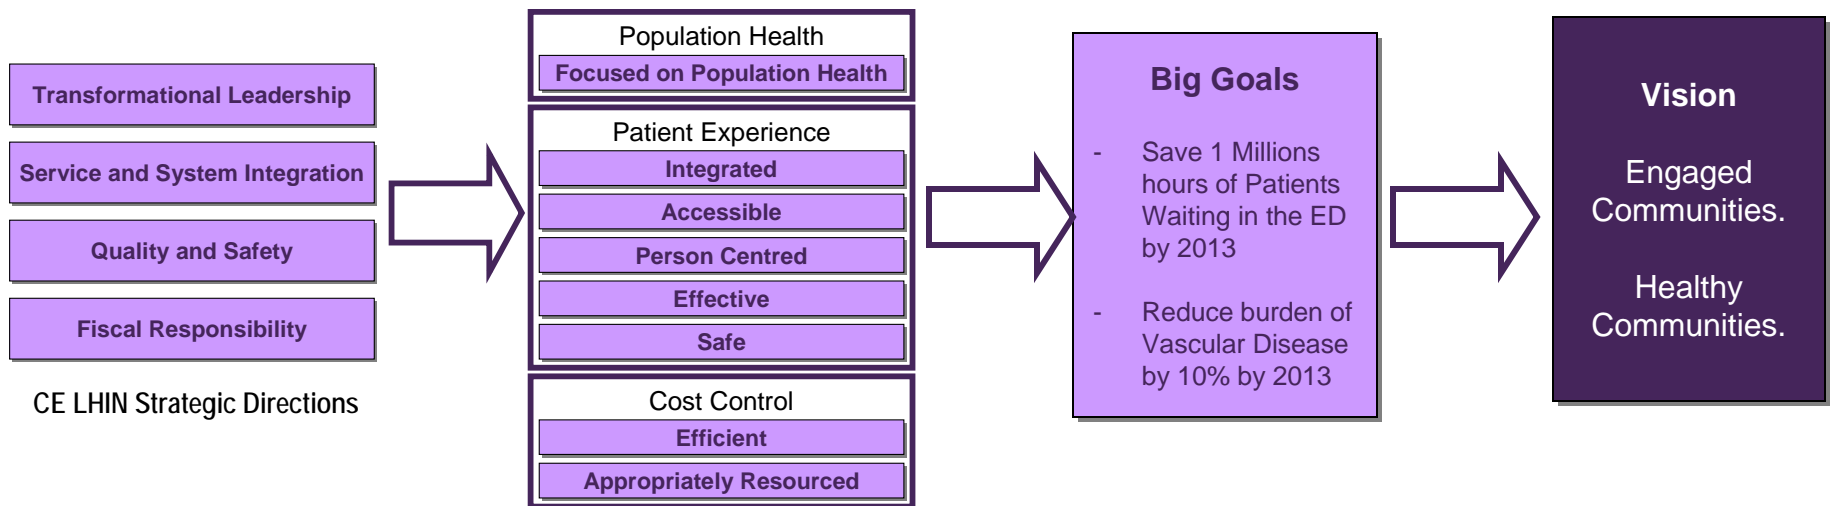 Transformational Leadership
Service and System Integration
Quality and Safety
Fiscal Responsibility
CE LHIN Strategic Directions
Population Health
Focused on Population Health
Patient Experience
Integrated
Accessible
Person Centred
Effective
Safe
Cost Control
Efficient
Appropriately Resourced
Big Goals
- Save 1 Millions
hours of Patients
Waiting in the ED
by 2013
- Reduce burden of
Vascular Disease
by 10% by 2013
Vision
Engaged
Communities.
Healthy
Communities.